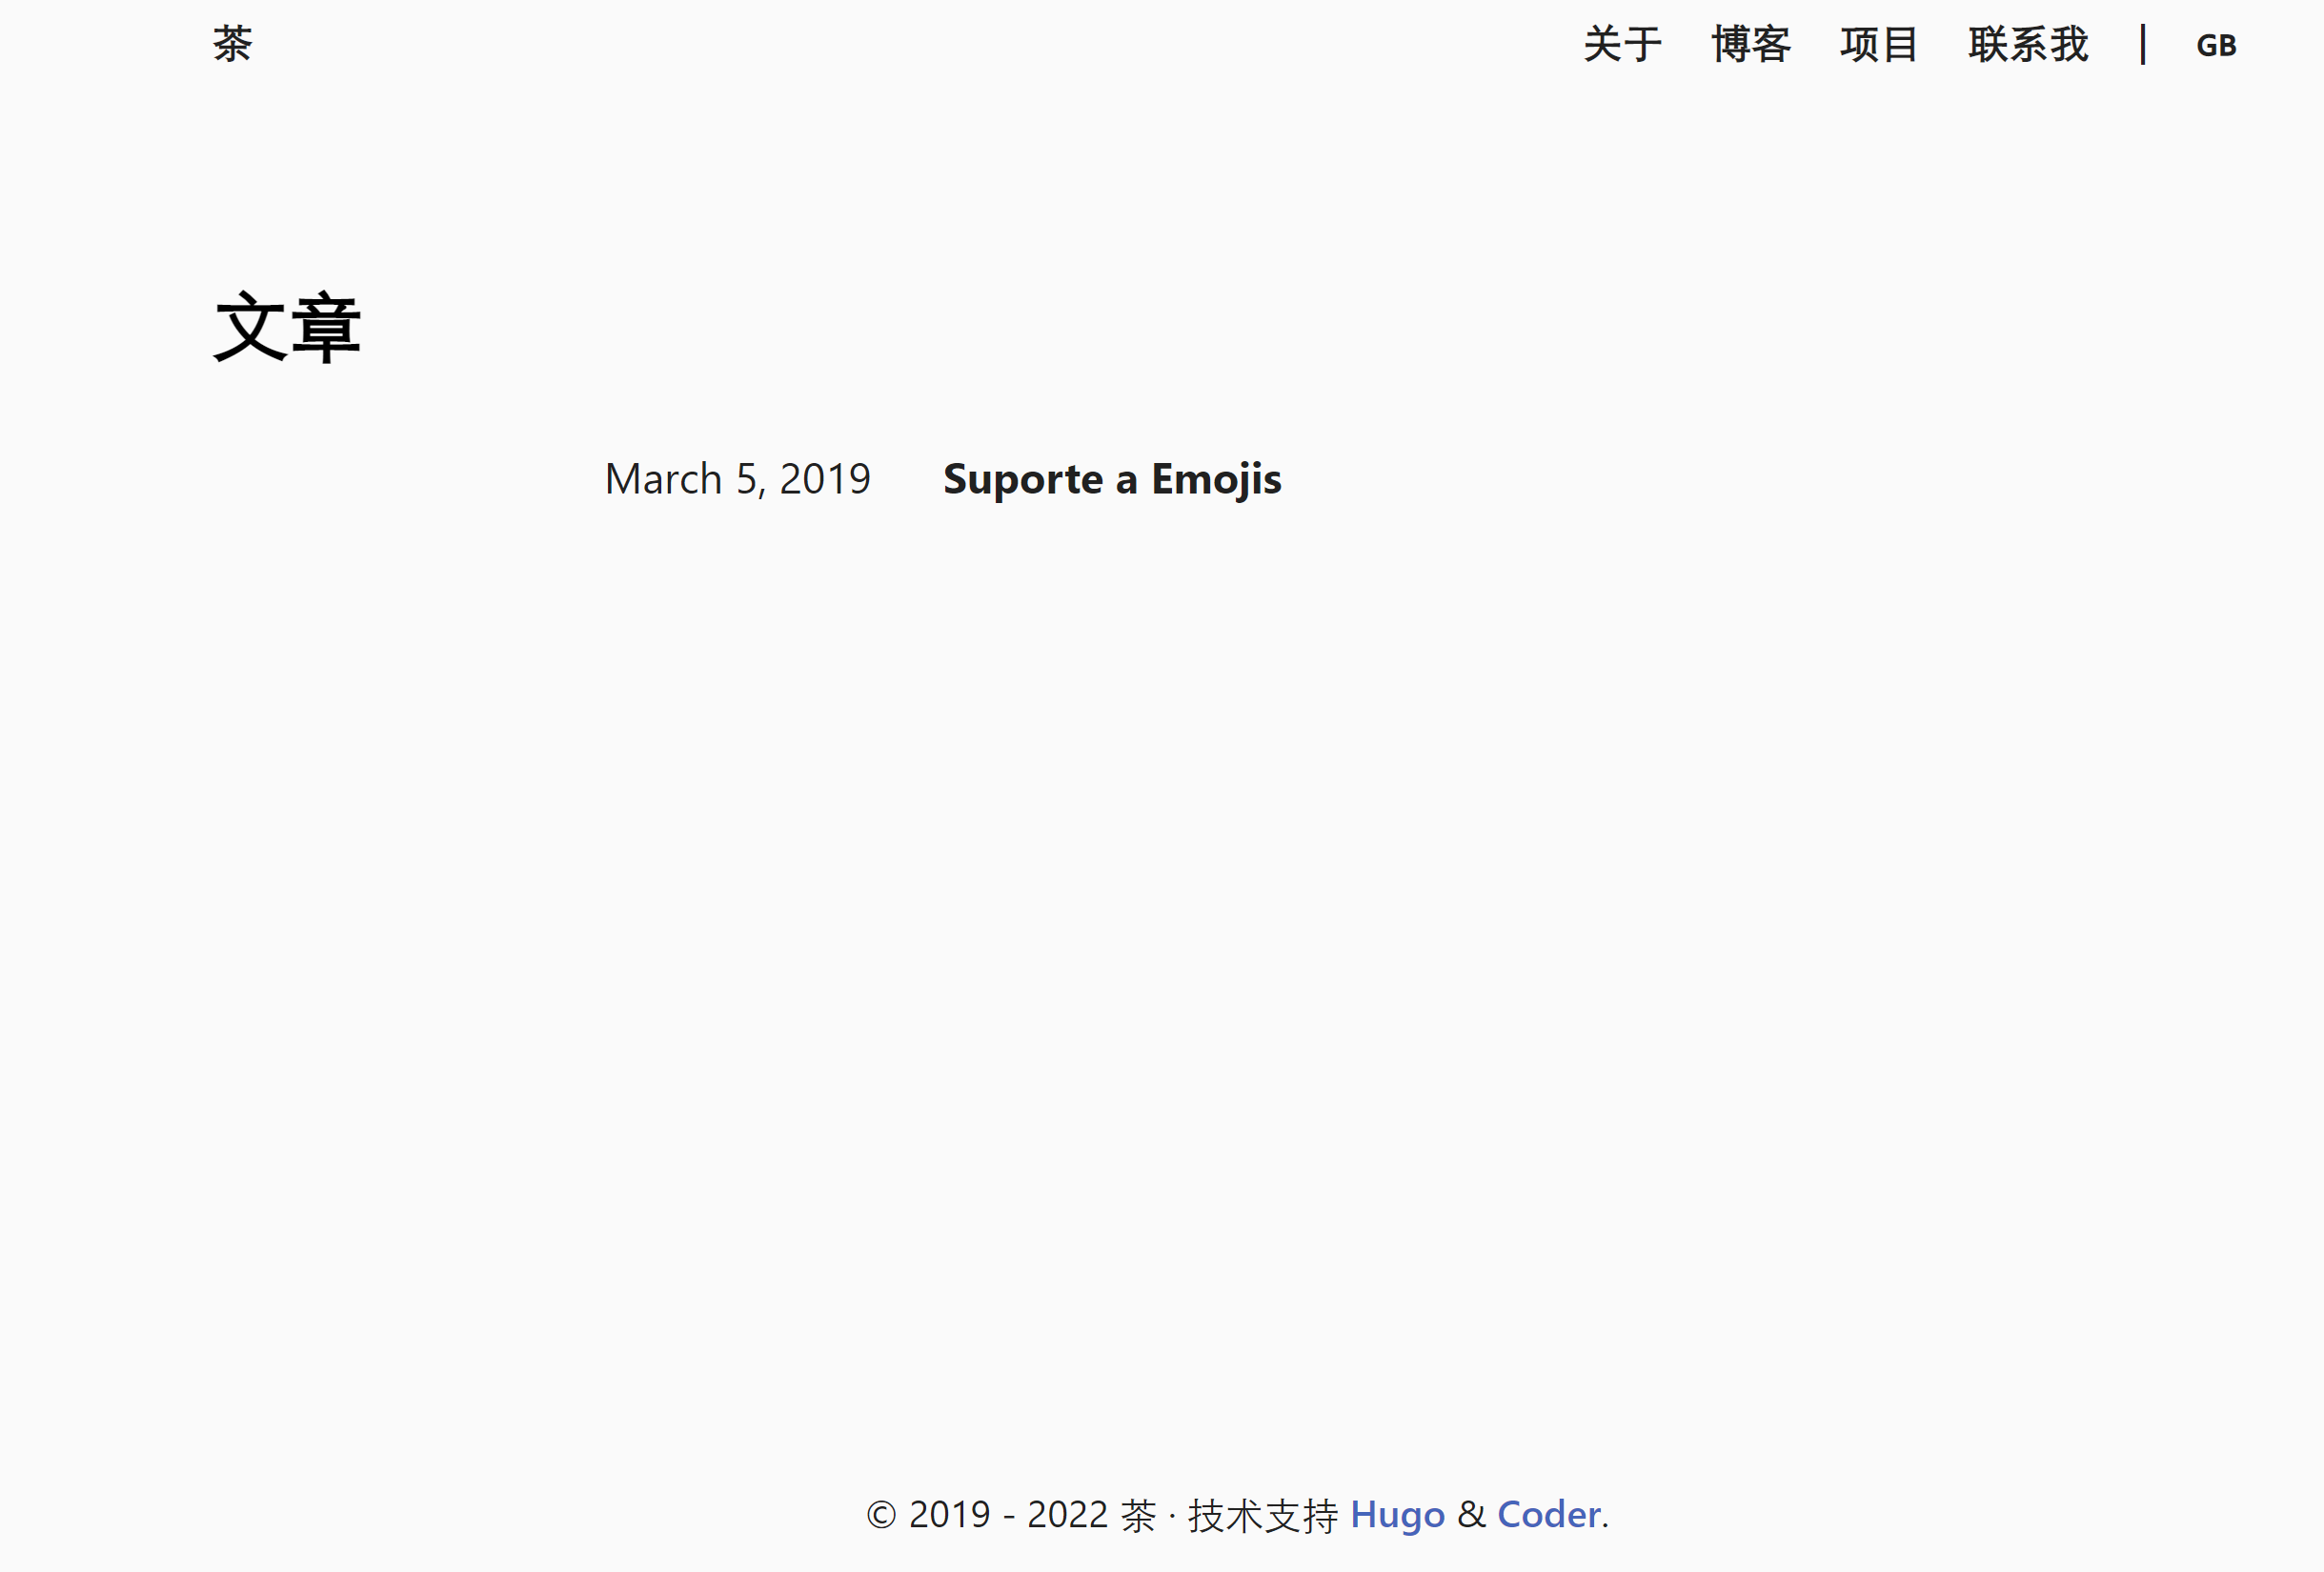 茶 关于 博客 项目 联系我 | GB
文章
March 5, 2019 Suporte a Emojis
© 2019 - 2022 茶 · 技术支持 Hugo & Coder.